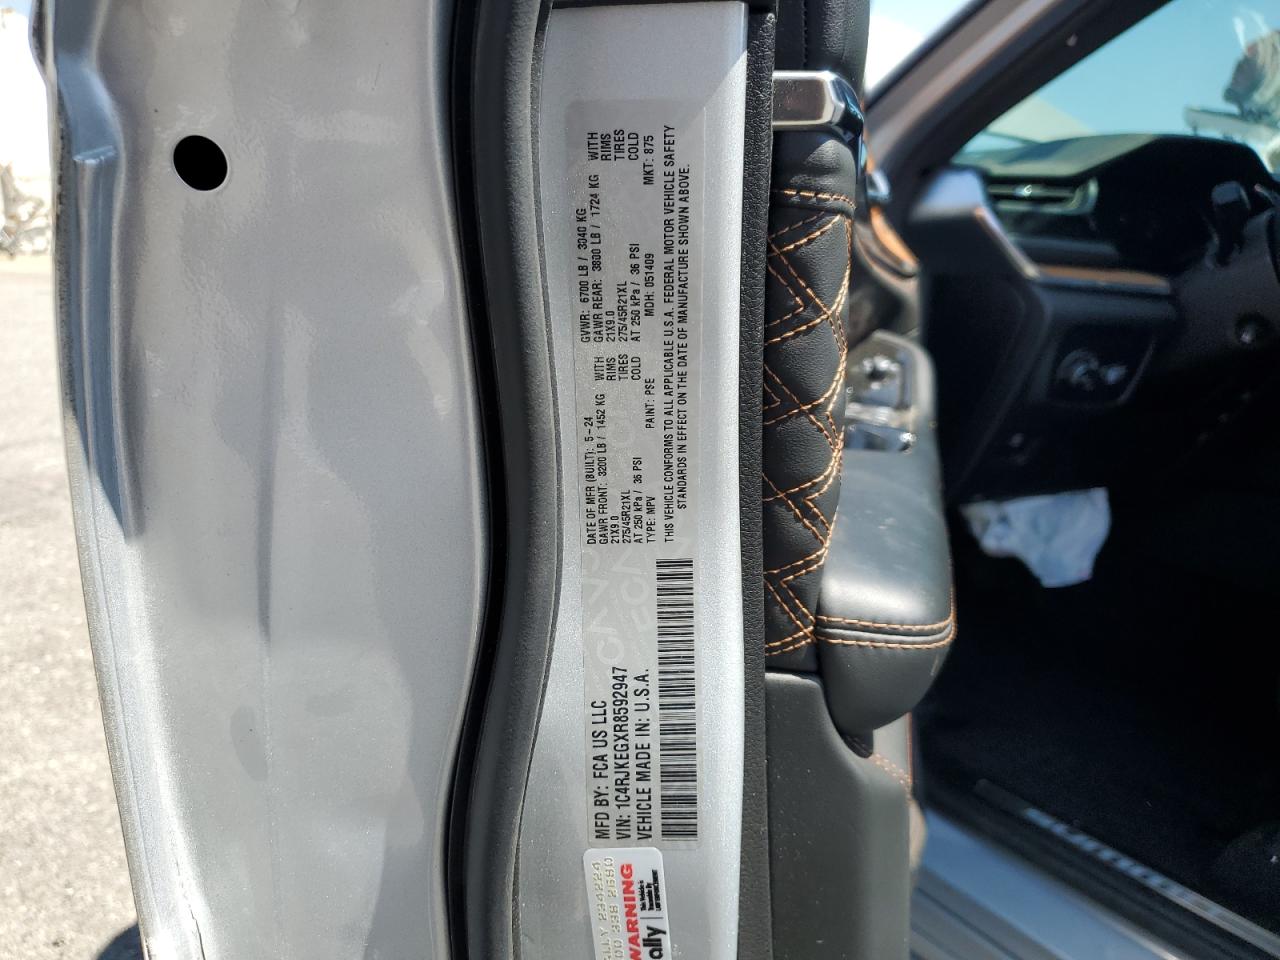 MFD BY: FCA US LLC
VIN: 1C4RJKEGXR8592947
VEHICLE MADE IN: U.S.A.
DATE OF MFR (BUILT): 5-24 GVWR: 6700 LB / 3040 KG
GAWR FRONT: 3200 LB / 1452 KG WITH GAWR REAR: 3800 LB / 1724 KG WITH
21X9.0 RIMS 21X9.0 RIMS
275/45R21XL TIRES 275/45R21XL TIRES
AT 250 kPa / 36 PSI COLD AT 250 kPa / 36 PSI COLD
TYPE: MPV PAINT: PSE MDH: 051409 MKT: 875
THIS VEHICLE CONFORMS TO ALL APPLICABLE U.S.A. FEDERAL MOTOR VEHICLE SAFETY
STANDARDS IN EFFECT ON THE DATE OF MANUFACTURE SHOWN ABOVE.
ALLY 294224
WARNING
ally